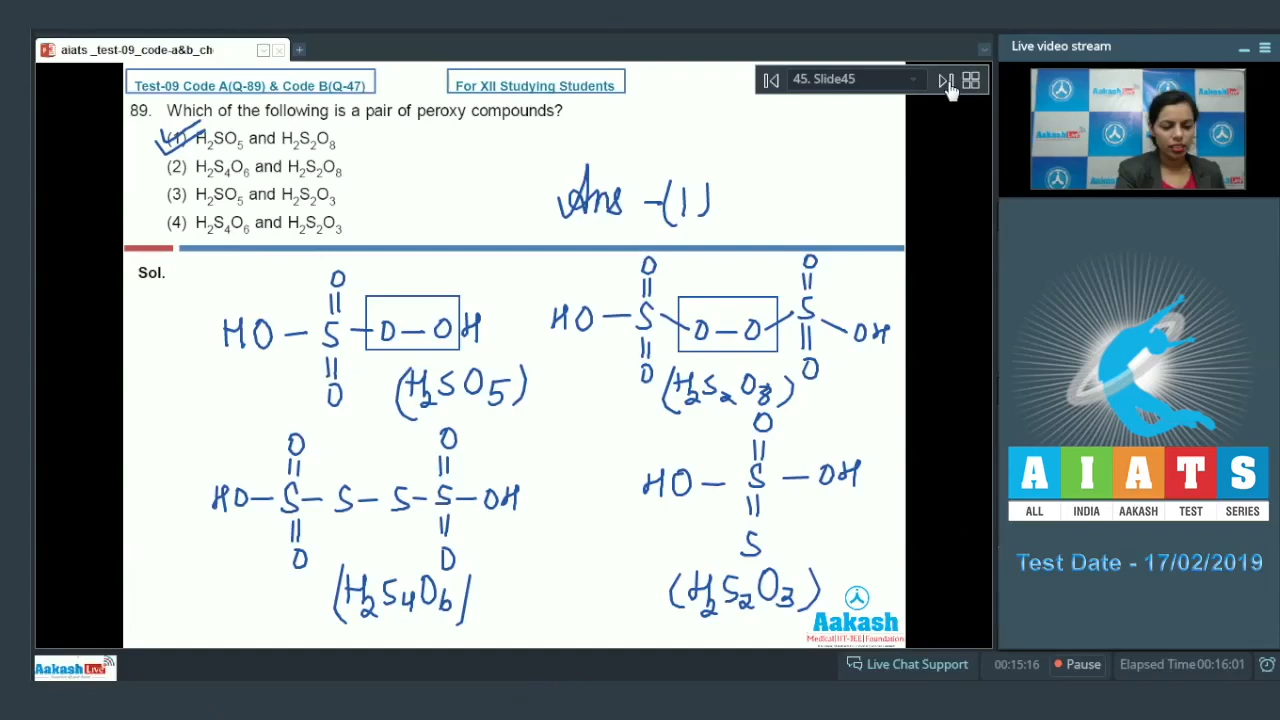 aiats _test-09_code-a&b_ch
Live video stream
Test-09 Code A(Q-89) & Code B(Q-47)
For XII Studying Students
45. Slide45
89. Which of the following is a pair of peroxy compounds?
(1) H₂SO₅ and H₂S₂O₈
(2) H₂S₄O₆ and H₂S₂O₈
(3) H₂SO₅ and H₂S₂O₃
(4) H₂S₄O₆ and H₂S₂O₃
Ans -(1)
Sol.
O O O
HO – S – O – O H HO – S – O – O – S – OH
O O O
(H₂SO₅) (H₂S₂O₈)
O O O
HO – S – S – S – S – OH HO – S – OH
O O S
(H₂S₄O₆) (H₂S₂O₃)
Aakash
Medical|IIT-JEE|Foundation
Aakash
AakashLive
AIATS
ALL INDIA AAKASH TEST SERIES
Test Date - 17/02/2019
AakashLive
Live Chat Support
00:15:16
Pause
Elapsed Time 00:16:01